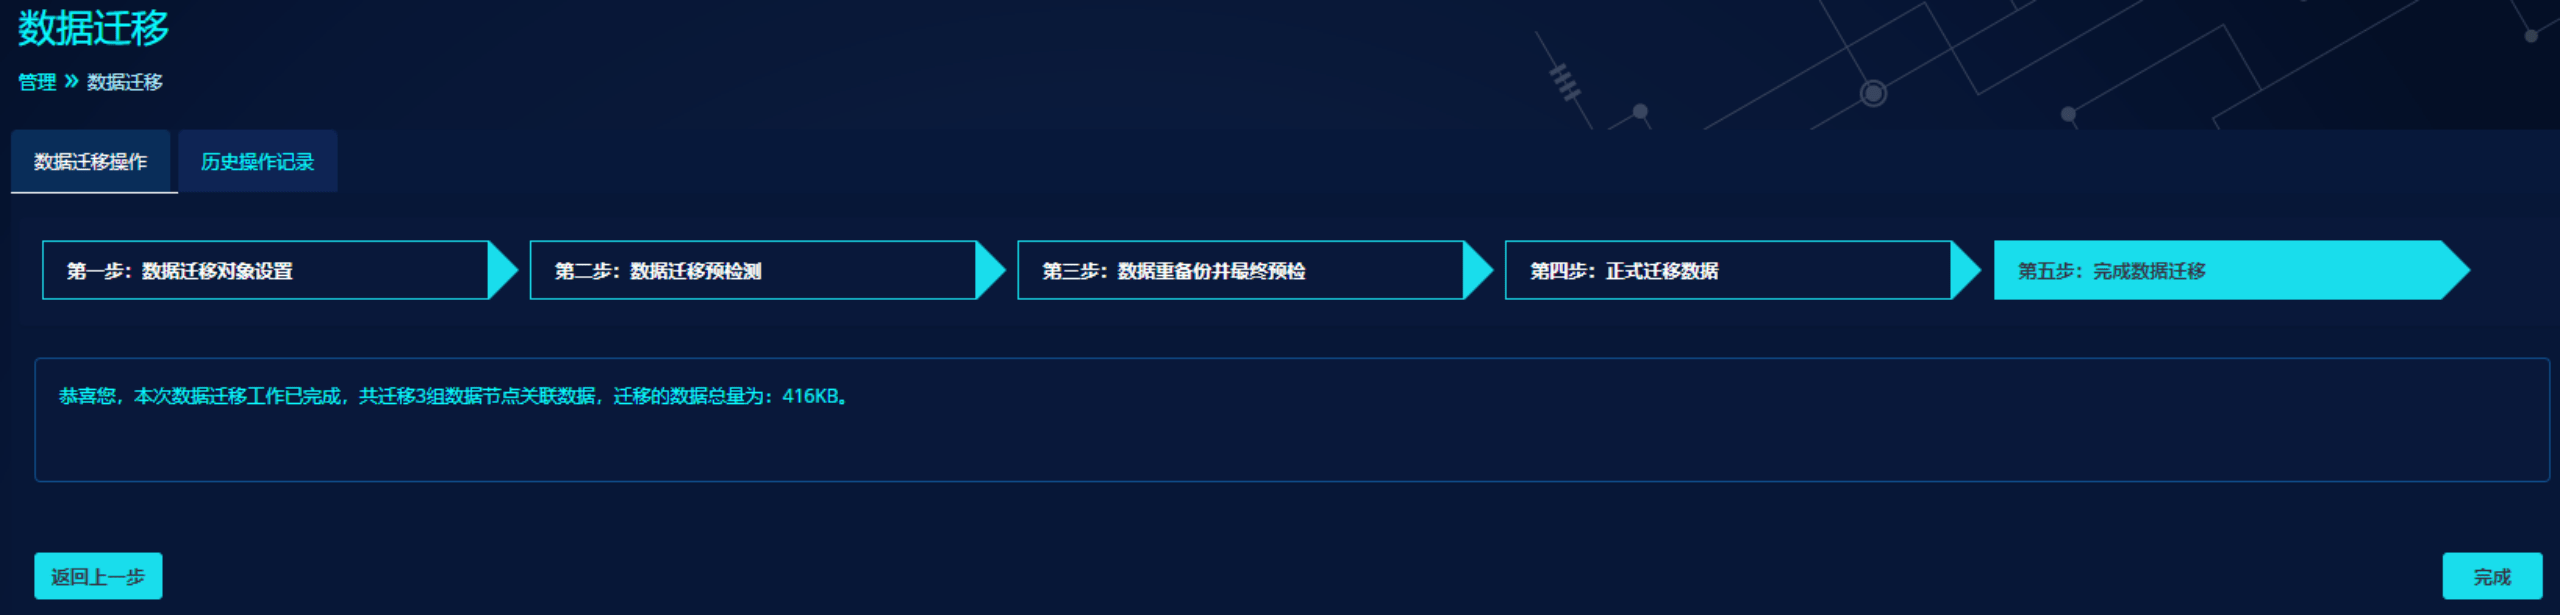 数据迁移
管理 » 数据迁移
数据迁移操作 历史操作记录
第一步：数据迁移对象设置 第二步：数据迁移预检测 第三步：数据重备份并最终预检 第四步：正式迁移数据 第五步：完成数据迁移
恭喜您，本次数据迁移工作已完成，共迁移3组数据节点关联数据，迁移的数据总量为：416KB。
返回上一步 完成